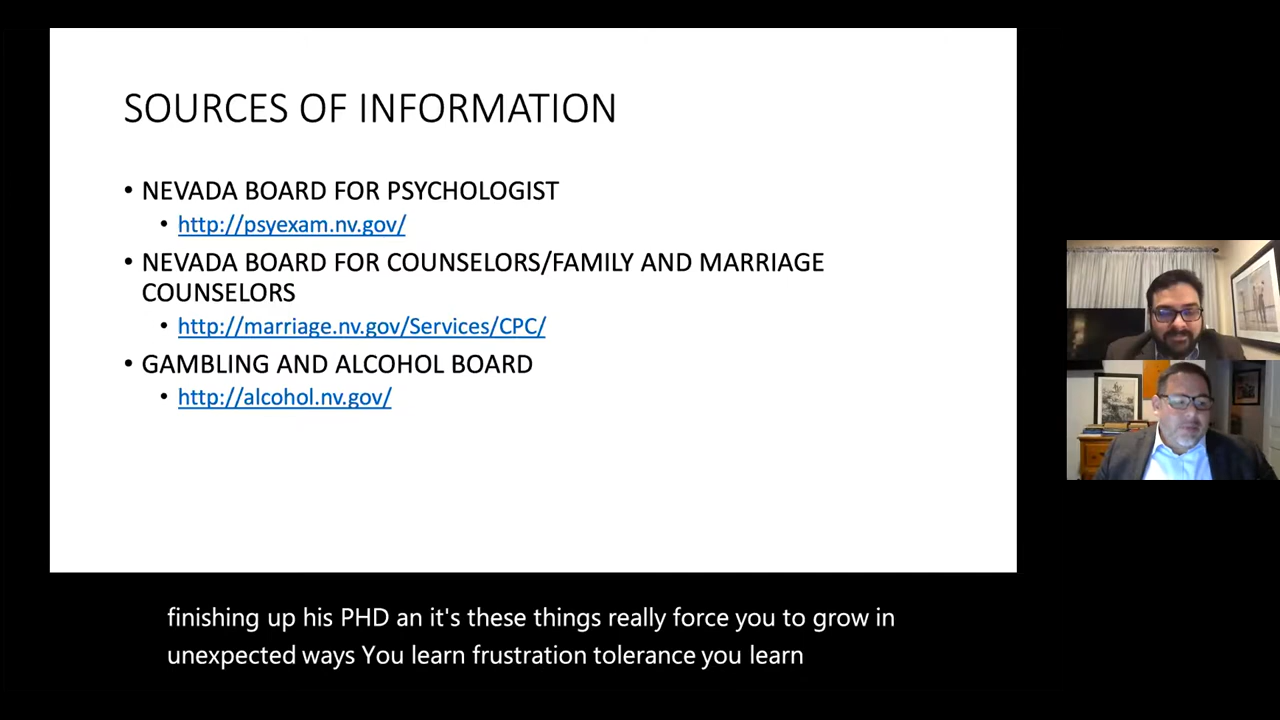 SOURCES OF INFORMATION
• NEVADA BOARD FOR PSYCHOLOGIST
• http://psyexam.nv.gov/
• NEVADA BOARD FOR COUNSELORS/FAMILY AND MARRIAGE
COUNSELORS
• http://marriage.nv.gov/Services/CPC/
• GAMBLING AND ALCOHOL BOARD
• http://alcohol.nv.gov/
finishing up his PHD an it's these things really force you to grow in
unexpected ways You learn frustration tolerance you learn